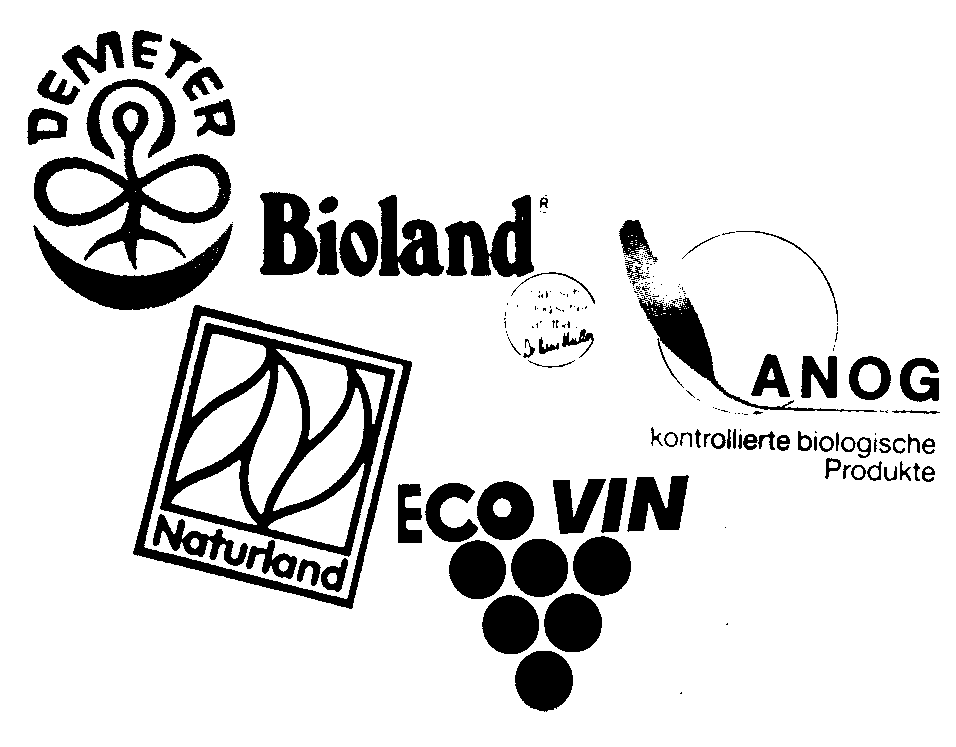 DEMETER
Bioland®
ANOG
kontrollierte biologische
Produkte
Naturland
ECO VIN